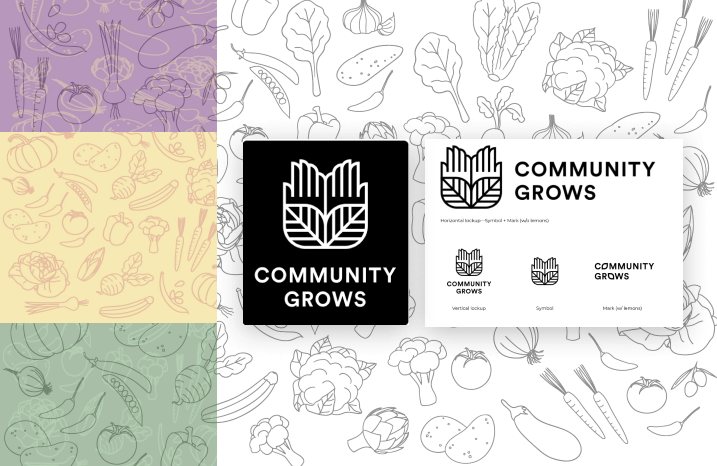 COMMUNITY
GROWS
COMMUNITY
GROWS
Horizontal lockup--Symbol + Mark (w/o lemons)
COMMUNITY
GROWS
Vertical lockup
Symbol
COMMUNITY
GROWS
Mark (w/ lemons)